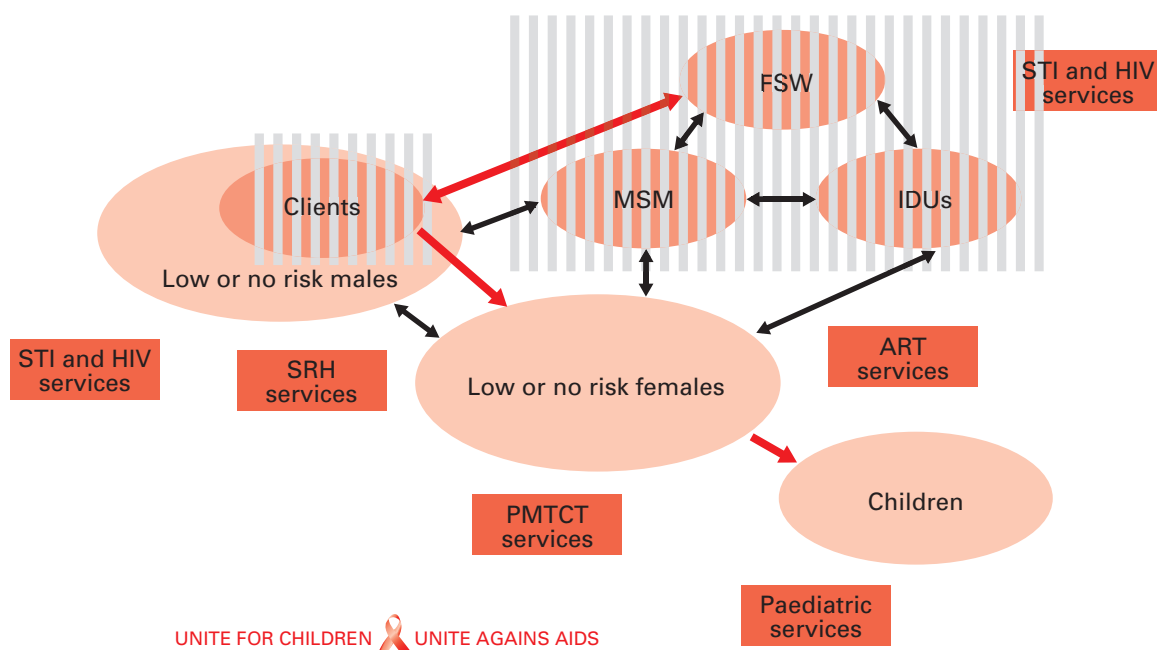 FSW
STI and HIV
services
MSM
IDUs
Clients
Low or no risk males
STI and HIV
services
SRH
services
Low or no risk females
ART
services
PMTCT
services
Children
Paediatric
services
UNITE FOR CHILDREN UNITE AGAINS AIDS